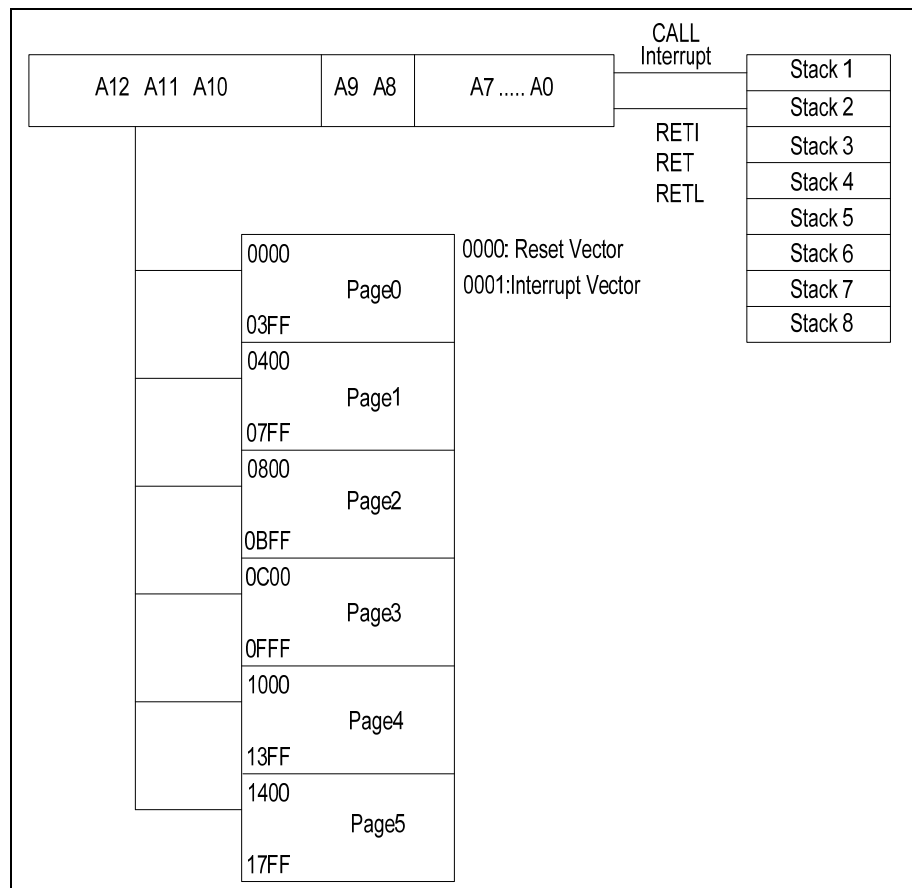 CALL
Interrupt
A12 A11 A10
A9 A8
A7 ..... A0
RETI
RET
RETL
Stack 1
Stack 2
Stack 3
Stack 4
Stack 5
Stack 6
Stack 7
Stack 8
0000
Page0
03FF
0000: Reset Vector
0001:Interrupt Vector
0400
Page1
07FF
0800
Page2
0BFF
0C00
Page3
0FFF
1000
Page4
13FF
1400
Page5
17FF